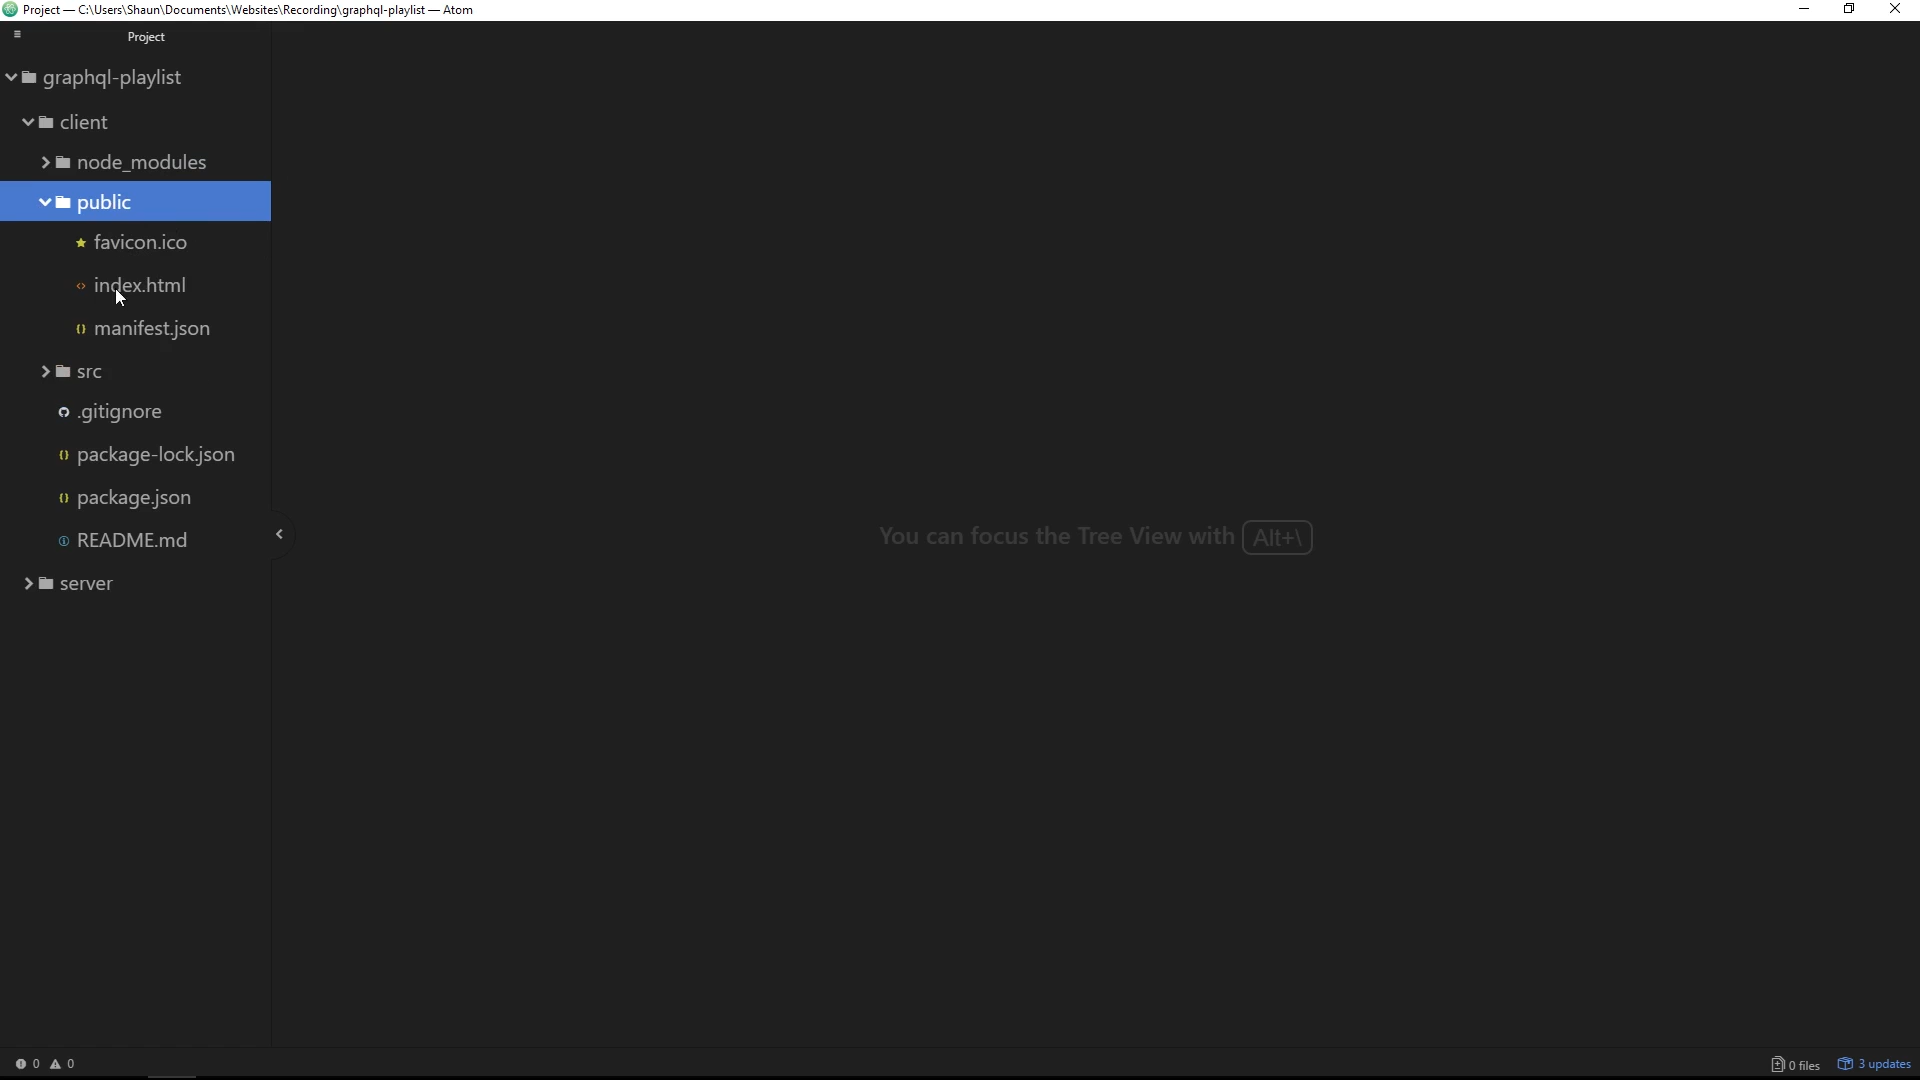 Project — C:\Users\Shaun\Documents\Websites\Recording\graphql-playlist — Atom
Project
graphql-playlist
client
node_modules
public
favicon.ico
index.html
manifest.json
src
.gitignore
package-lock.json
package.json
README.md
server
You can focus the Tree View with Alt+\
0 0
0 files 3 updates